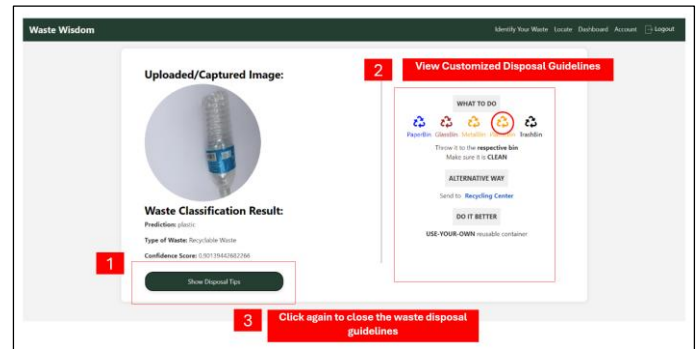 Waste Wisdom
Identify Your Waste Locate Dashboard Account Logout
Uploaded/Captured Image:
Waste Classification Result:
Prediction: plastic
Type of Waste: Recyclable Waste
Confidence Score: 0.92139442682266
1
Show Disposal Tips
2
View Customized Disposal Guidelines
WHAT TO DO
PaperBin GlassBin MetalBin TrashBin
Throw it to the respective bin
Make sure it is CLEAN
ALTERNATIVE WAY
Send to Recycling Center
DO IT BETTER
USE-YOUR-OWN reusable container
3
Click again to close the waste disposal
guidelines